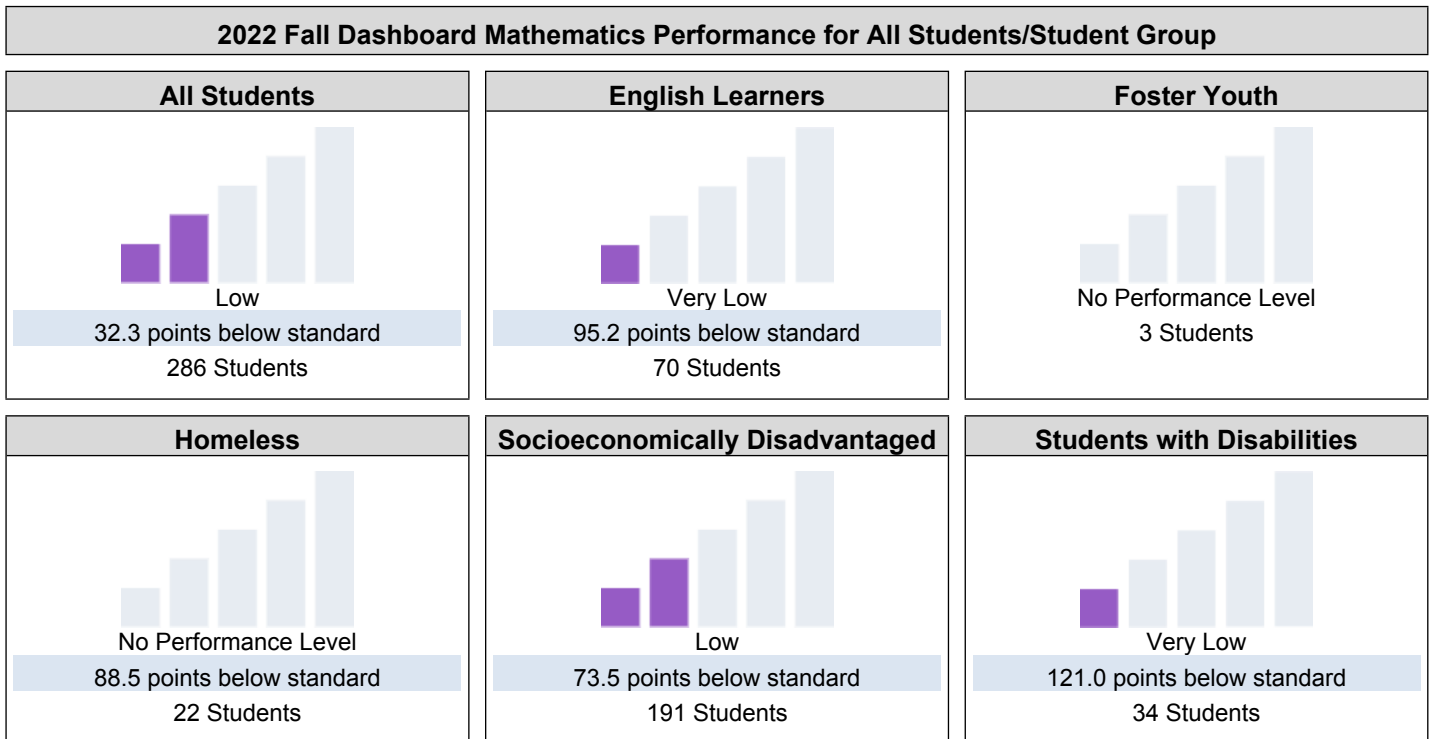 2022 Fall Dashboard Mathematics Performance for All Students/Student Group
All Students
Low
32.3 points below standard
286 Students
English Learners
Very Low
95.2 points below standard
70 Students
Foster Youth
No Performance Level
3 Students
Homeless
No Performance Level
88.5 points below standard
22 Students
Socioeconomically Disadvantaged
Low
73.5 points below standard
191 Students
Students with Disabilities
Very Low
121.0 points below standard
34 Students